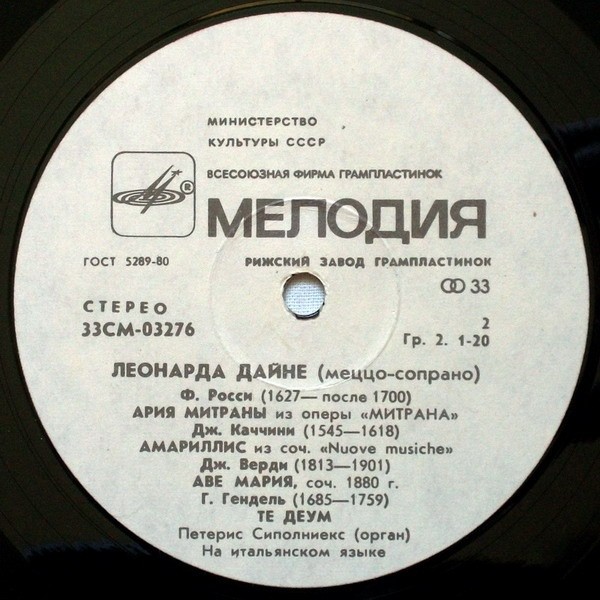 МИНИСТЕРСТВО
КУЛЬТУРЫ СССР
ВСЕСОЮЗНАЯ ФИРМА ГРАМПЛАСТИНОК
®
МЕЛОДИЯ
ГОСТ 5289-80
РИЖСКИЙ ЗАВОД ГРАМПЛАСТИНОК
33
СТЕРЕО
33СМ-03276
2
Гр. 2. 1-20
ЛЕОНАРДА ДАЙНЕ (меццо-сопрано)
Ф. Росси (1627— после 1700)
АРИЯ МИТРАНЫ из оперы «МИТРАНА»
Дж. Каччини (1545—1618)
АМАРИЛЛИС из соч. «Nuove musiche»
Дж. Верди (1813—1901)
АВЕ МАРИЯ, соч. 1880 г.
Г. Гендель (1685—1759)
ТЕ ДЕУМ
Петерис Сиполниекс (орган)
На итальянском языке